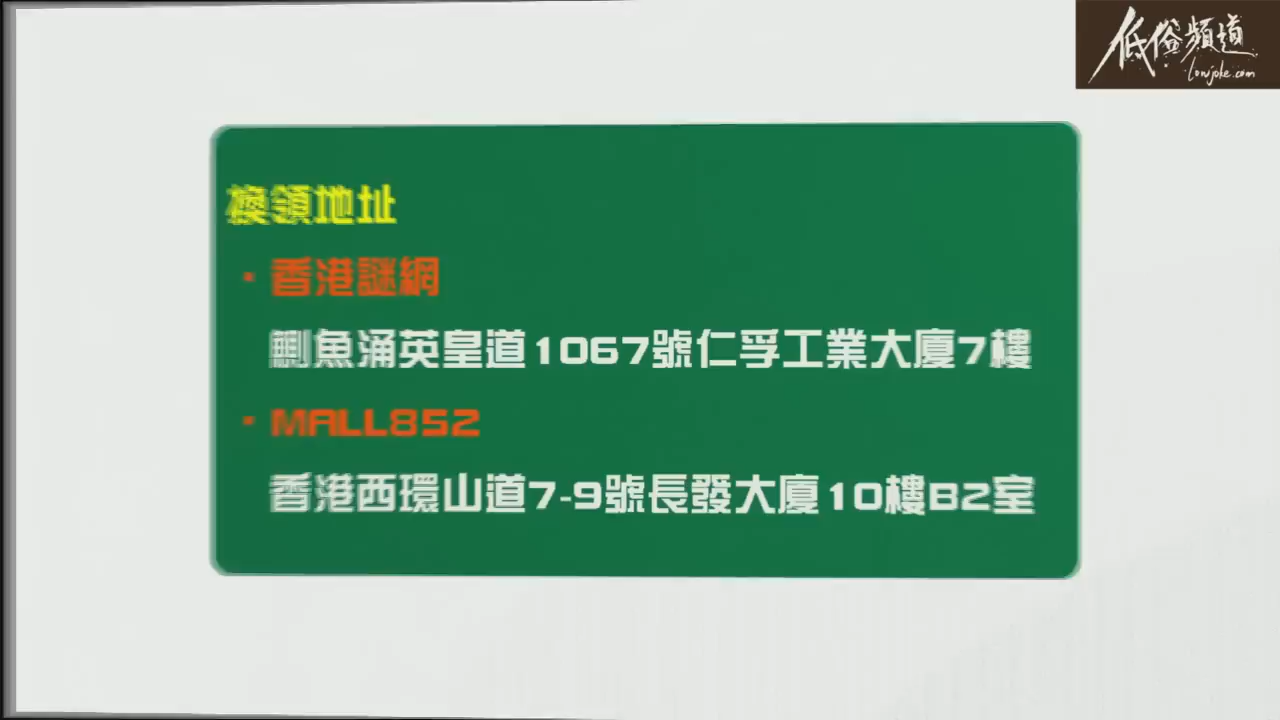 低俗頻道
lowjoke.com
換領地址
・香港謎網
鰂魚涌英皇道1067號仁孚工業大廈7樓
・MALL852
香港西環山道7-9號長發大廈10樓B2室